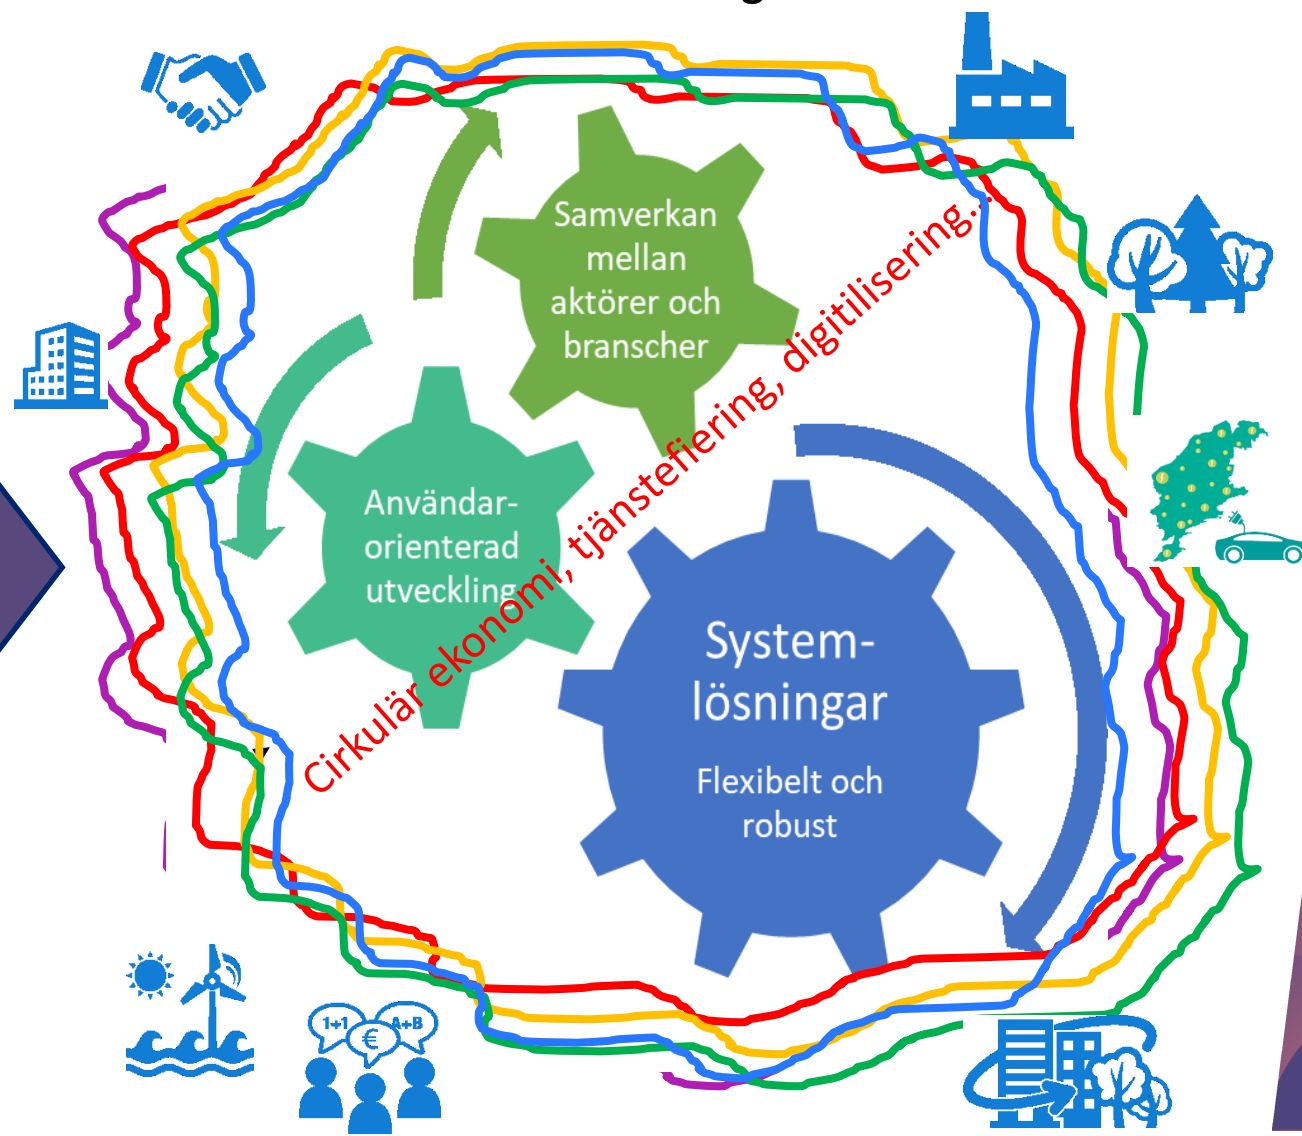 Samverkan
mellan
aktörer och
branscher
Användar-
orienterad
utveckling
Cirkulär ekonomi, tjänstefiering, digitilisering...
System-
lösningar
Flexibelt och
robust
1+1
€
A+B